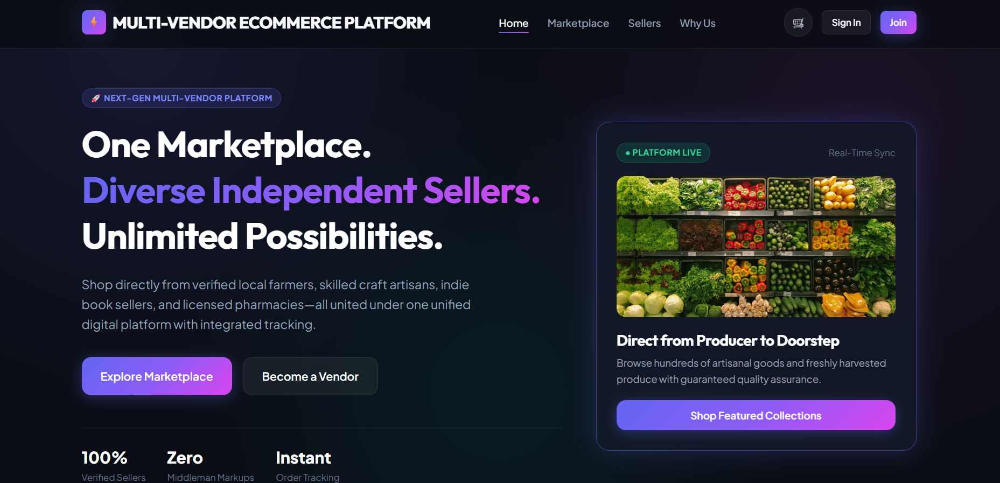 MULTI-VENDOR ECOMMERCE PLATFORM
Home
Marketplace
Sellers
Why Us
Sign In
Join
🚀 NEXT-GEN MULTI-VENDOR PLATFORM
One Marketplace.
Diverse Independent Sellers.
Unlimited Possibilities.
Shop directly from verified local farmers, skilled craft artisans, indie
book sellers, and licensed pharmacies—all united under one unified
digital platform with integrated tracking.
Explore Marketplace
Become a Vendor
100%
Verified Sellers
Zero
Middleman Markups
Instant
Order Tracking
● PLATFORM LIVE
Real-Time Sync
Direct from Producer to Doorstep
Browse hundreds of artisanal goods and freshly harvested
produce with guaranteed quality assurance.
Shop Featured Collections